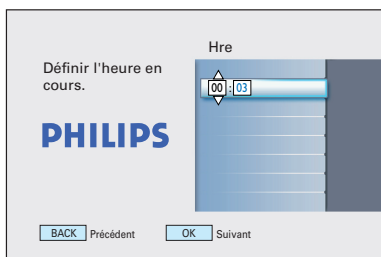 Hre
Définir l'heure en
cours.
00 : 03
PHILIPS
BACK Précédent OK Suivant